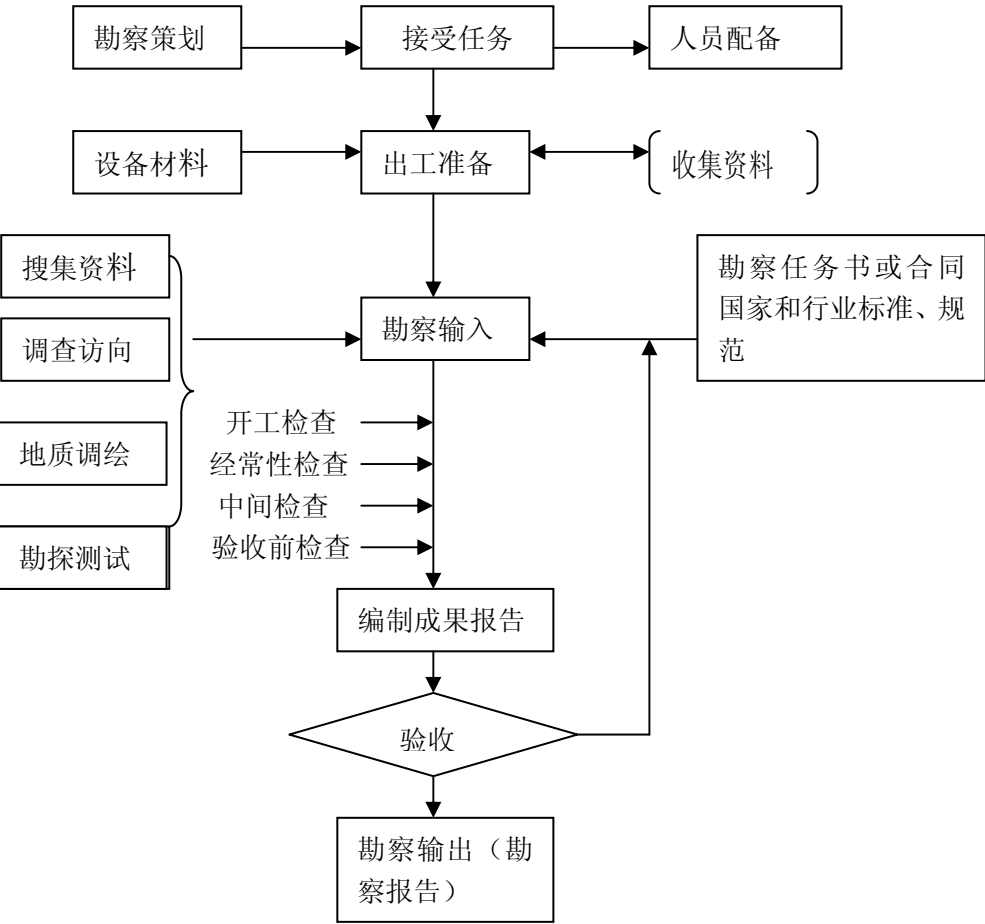 勘察策划
接受任务
人员配备
设备材料
出工准备
收集资料
搜集资料
勘察任务书或合同
国家和行业标准、规
范
勘察输入
调查访向
开工检查
经常性检查
地质调绘
中间检查
验收前检查
勘探测试
编制成果报告
验收
勘察输出（勘
察报告）